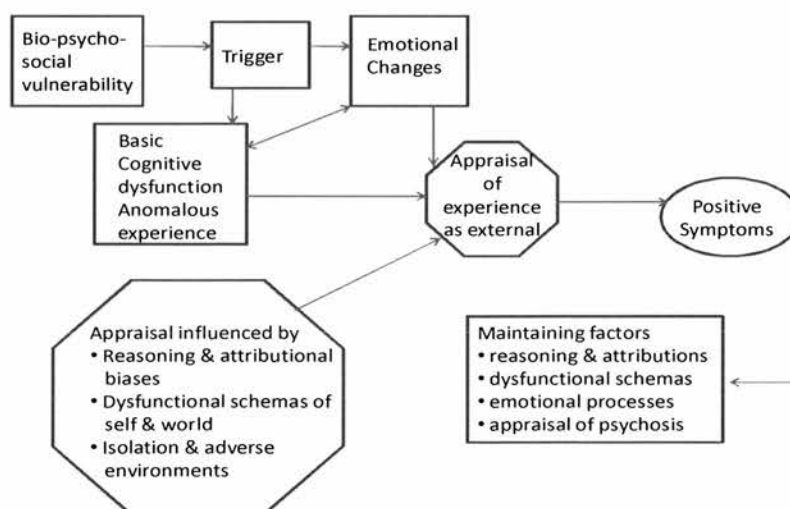 Bio-psycho-
social
vulnerability
Trigger
Emotional
Changes
Basic
Cognitive
dysfunction
Anomalous
experience
Appraisal
of
experience
as external
Positive
Symptoms
Appraisal influenced by
• Reasoning & attributional
biases
• Dysfunctional schemas of
self & world
• Isolation & adverse
environments
Maintaining factors
• reasoning & attributions
• dysfunctional schemas
• emotional processes
• appraisal of psychosis